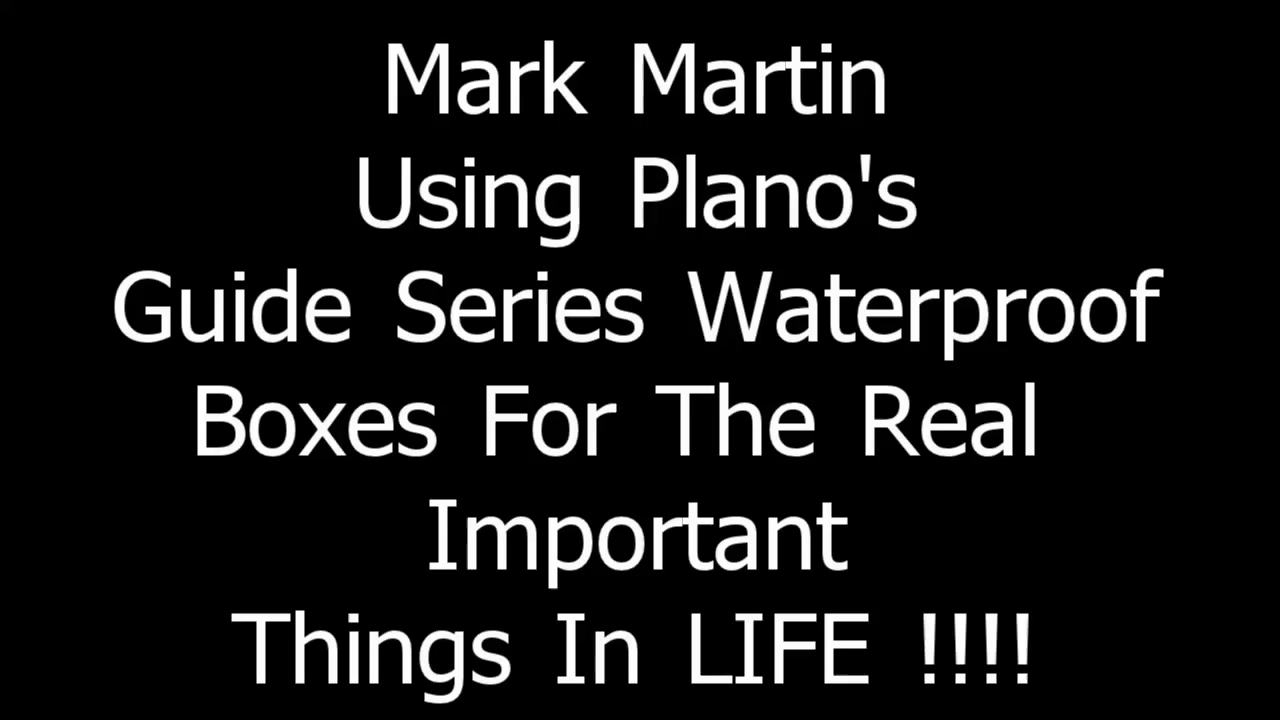 Mark Martin
Using Plano's
Guide Series Waterproof
Boxes For The Real
Important
Things In LIFE !!!!